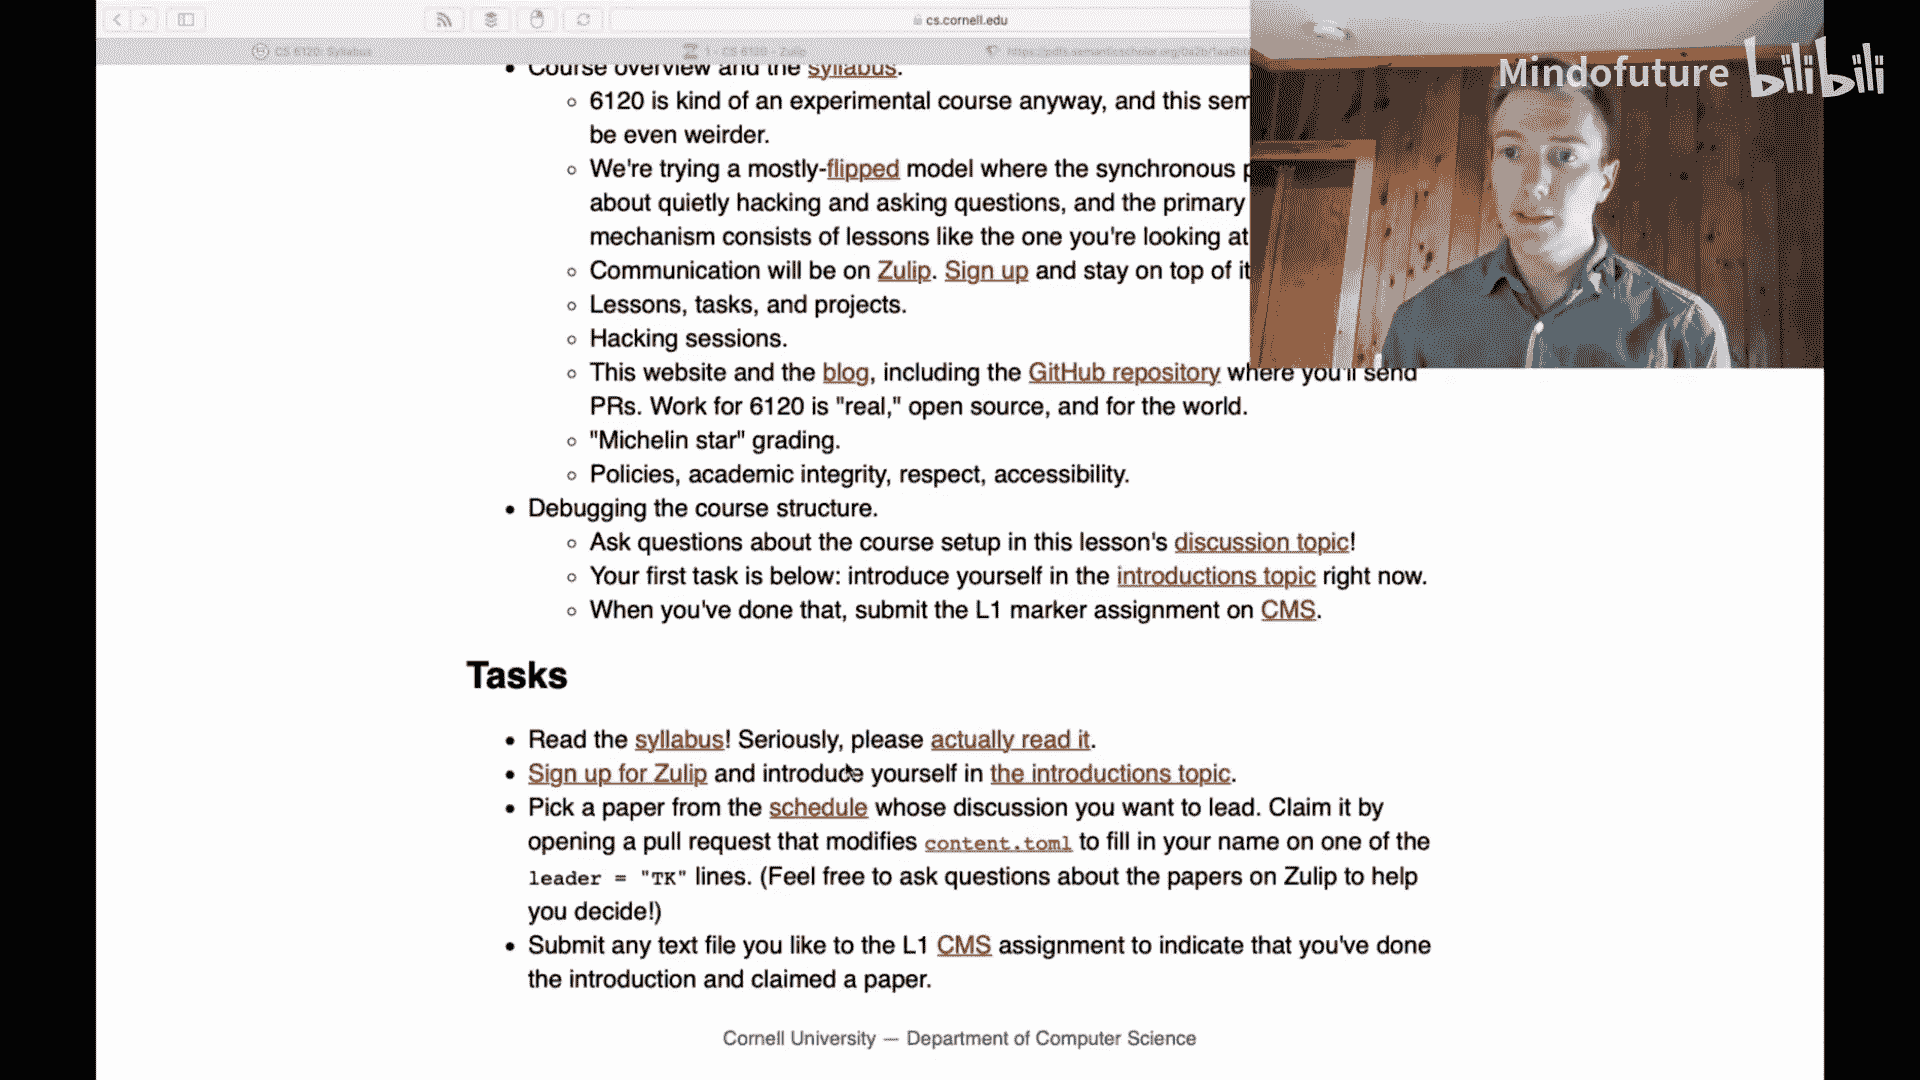 cs.cornell.edu
CS 6120: Syllabus
1 - CS 6120 - Zulip
Mindofuture bilibili
Course overview and the syllabus.
6120 is kind of an experimental course anyway, and this sem
be even weirder.
We're trying a mostly-flipped model where the synchronous p
about quietly hacking and asking questions, and the primary
mechanism consists of lessons like the one you're looking at
Communication will be on Zulip. Sign up and stay on top of it
Lessons, tasks, and projects.
Hacking sessions.
This website and the blog, including the GitHub repository where you'll send
PRs. Work for 6120 is "real," open source, and for the world.
"Michelin star" grading.
Policies, academic integrity, respect, accessibility.
Debugging the course structure.
Ask questions about the course setup in this lesson's discussion topic!
Your first task is below: introduce yourself in the introductions topic right now.
When you've done that, submit the L1 marker assignment on CMS.
Tasks
Read the syllabus! Seriously, please actually read it.
Sign up for Zulip and introduce yourself in the introductions topic.
Pick a paper from the schedule whose discussion you want to lead. Claim it by
opening a pull request that modifies content.toml to fill in your name on one of the
leader = "TK" lines. (Feel free to ask questions about the papers on Zulip to help
you decide!)
Submit any text file you like to the L1 CMS assignment to indicate that you've done
the introduction and claimed a paper.
Cornell University — Department of Computer Science